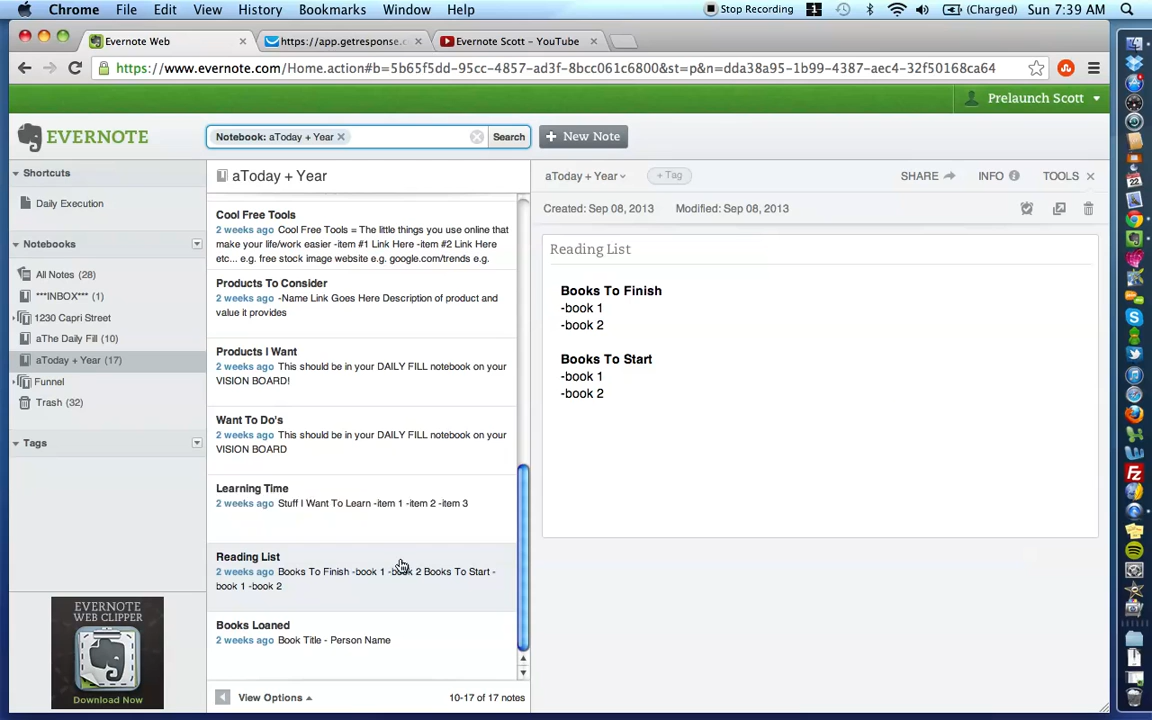 Chrome File Edit View History Bookmarks Window Help
Stop Recording 1 (Charged) Sun 7:39 AM
Evernote Web
https://app.getresponse.c
Evernote Scott - YouTube
https://www.evernote.com/Home.action#b=5b65f5dd-95cc-4857-ad3f-8bcc061c6800&st=p&n=dda38a95-1b99-4387-aec4-32f50168ca64
Prelaunch Scott
EVERNOTE
Notebook: aToday + Year
Search
+ New Note
Shortcuts
Daily Execution
Notebooks
All Notes (28)
***INBOX*** (1)
1230 Capri Street
aThe Daily Fill (10)
aToday + Year (17)
Funnel
Trash (32)
Tags
EVERNOTE
WEB CLIPPER
Download Now
aToday + Year
Cool Free Tools
2 weeks ago Cool Free Tools = The little things you use online
that make your life/work easier -item #1 Link Here -item #2 Link Here
etc... e.g. free stock image website e.g. google.com/trends e.g.
Products To Consider
2 weeks ago -Name Link Goes Here Description of product and
value it provides
Products I Want
2 weeks ago This should be in your DAILY FILL notebook on your
VISION BOARD!
Want To Do's
2 weeks ago This should be in your DAILY FILL notebook on your
VISION BOARD
Learning Time
2 weeks ago Stuff I Want To Learn -item 1 -item 2 -item 3
Reading List
2 weeks ago Books To Finish -book 1 -book 2 Books To Start -
book 1 -book 2
Books Loaned
2 weeks ago Book Title - Person Name
View Options
10-17 of 17 notes
aToday + Year
+ Tag
SHARE
INFO
TOOLS
Created: Sep 08, 2013 Modified: Sep 08, 2013
Reading List
Books To Finish
-book 1
-book 2
Books To Start
-book 1
-book 2